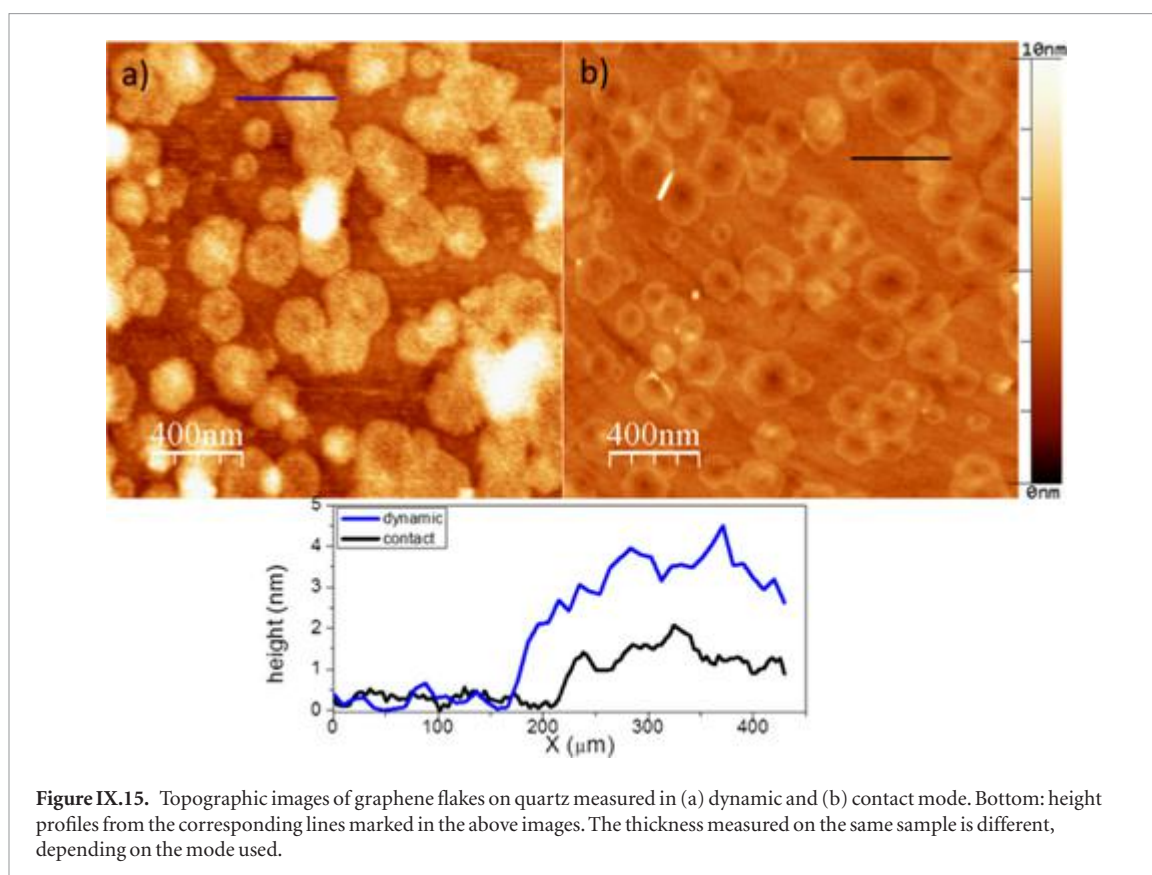 a)
b)
10nm
400nm
400nm
0nm
5
4
3
2
1
0
dynamic
contact
height (nm)
0
100
200
300
400
X (μm)
Figure IX.15. Topographic images of graphene flakes on quartz measured in (a) dynamic and (b) contact mode. Bottom: height
profiles from the corresponding lines marked in the above images. The thickness measured on the same sample is different,
depending on the mode used.